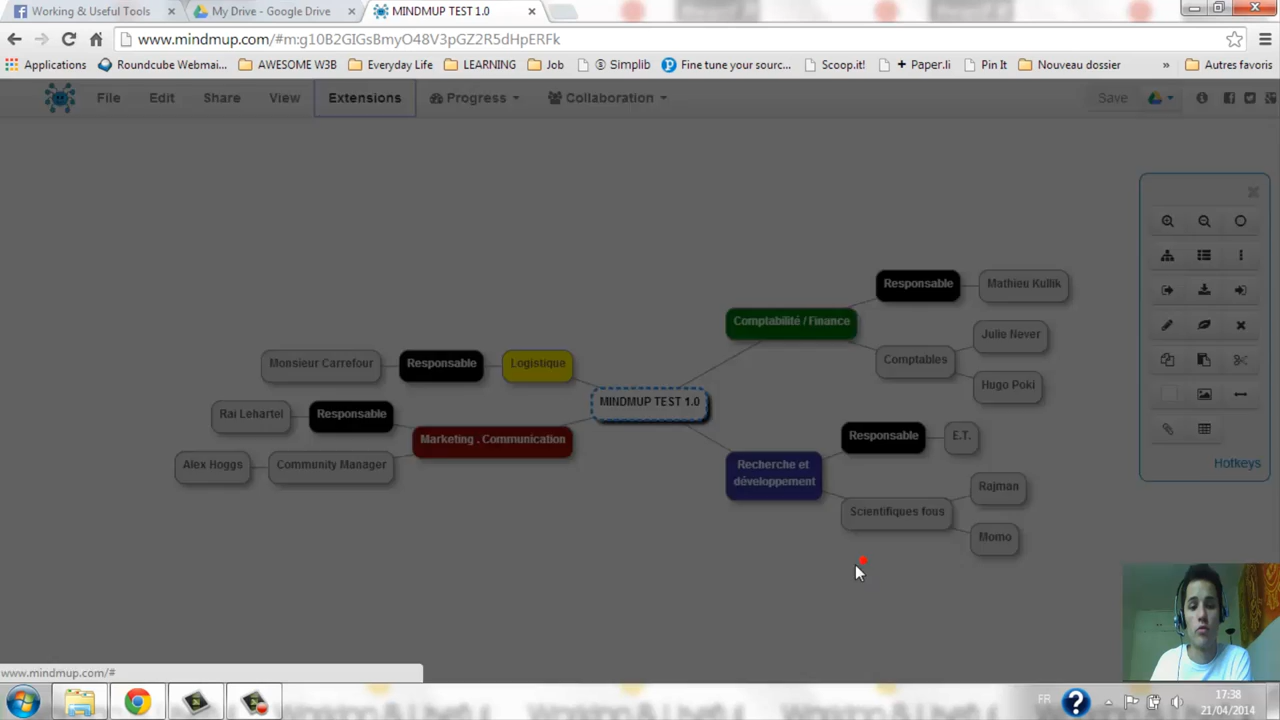 Working & Useful Tools
My Drive - Google Drive
MINDMUP TEST 1.0
www.mindmup.com/#m:g10B2GIGsBmyO48V3pGZ2R5dHpERFk
Applications
Roundcube Webmai...
AWESOME W3B
Everyday Life
LEARNING
Job
Simplib
Fine tune your sourc...
Scoop.it!
+ Paper.li
Pin It
Nouveau dossier
»
Autres favoris
File
Edit
Share
View
Extensions
Progress
Collaboration
Save
Responsable
Mathieu Kullik
Comptabilité / Finance
Julie Never
Monsieur Carrefour
Responsable
Logistique
Comptables
Hugo Poki
MINDMUP TEST 1.0
Rai Lehartel
Responsable
Marketing . Communication
Responsable
E.T.
Alex Hoggs
Community Manager
Recherche et
développement
Rajman
Scientifiques fous
Momo
Hotkeys
www.mindmup.com/#
FR
17:38
21/04/2014